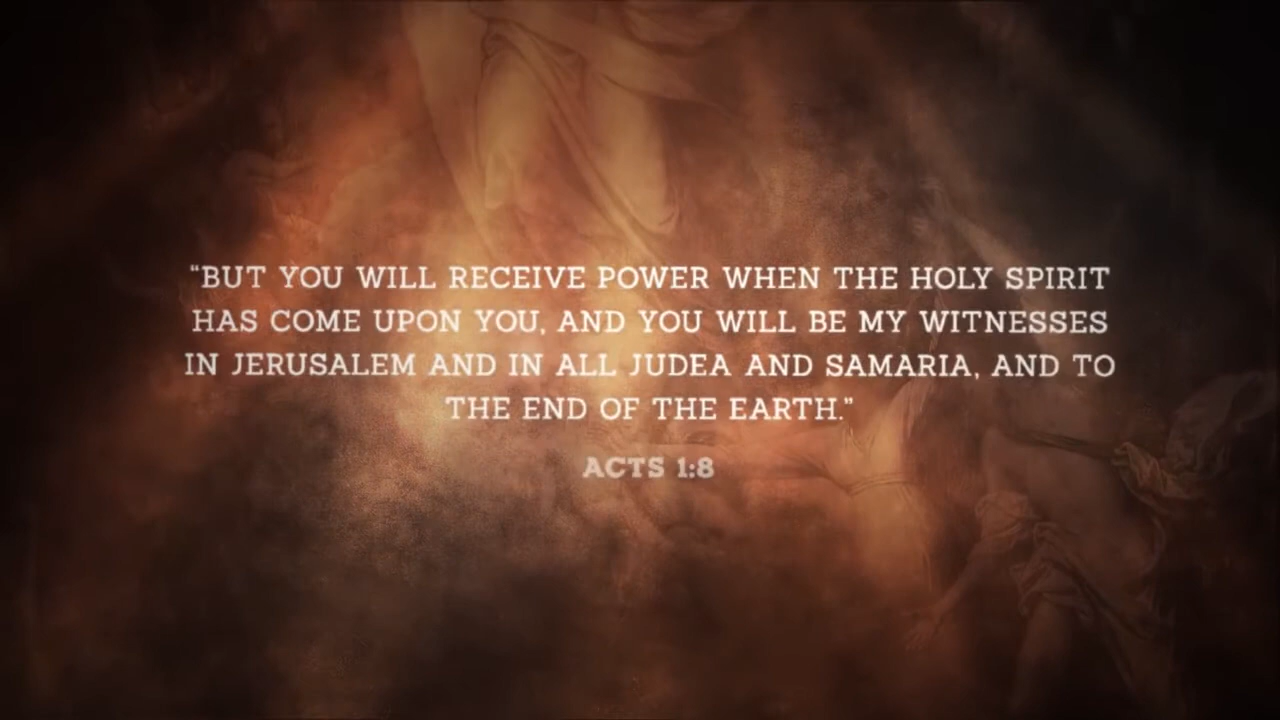 “BUT YOU WILL RECEIVE POWER WHEN THE HOLY SPIRIT
HAS COME UPON YOU, AND YOU WILL BE MY WITNESSES
IN JERUSALEM AND IN ALL JUDEA AND SAMARIA, AND TO
THE END OF THE EARTH.”
ACTS 1:8